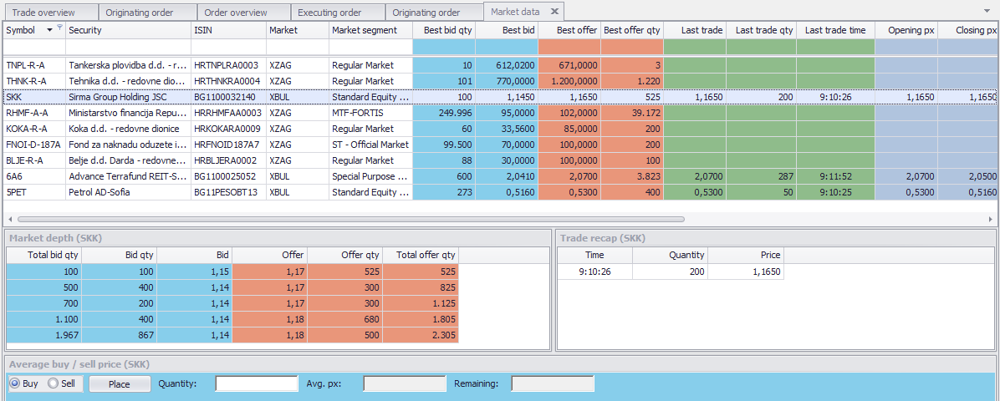 Trade overview Originating order Order overview Executing order Originating order Market data
Symbol Security ISIN Market Market segment Best bid qty Best bid Best offer Best offer qty Last trade Last trade qty Last trade time Opening px Closing px
TNPL-R-A Tankerska plovidba d.d. - r... HRTNPLRA0003 XZAG Regular Market 10 612,0200 671,0000 3
THNK-R-A Tehnika d.d. - redovne dio... HRTHNKRA0004 XZAG Regular Market 101 770,0000 1.200,0000 1.220
SKK Sirma Group Holding JSC BG1100032140 XBUL Standard Equity ... 100 1,1450 1,1650 525 1,1650 200 9:10:26 1,1650 1,1650
RHMF-A-A Ministarstvo financija Repu... HRRHMFAA0003 XZAG MTF-FORTIS 249.996 95,0000 102,0000 39.172
KOKA-R-A Koka d.d. - redovne dionice HRKOKARA0009 XZAG Regular Market 60 33,5600 85,0000 200
FNOI-D-187A Fond za naknadu oduzete i... HRFNOID187A7 XZAG ST - Official Market 99.500 70,0000 100,0000 200
BLJE-R-A Belje d.d. Darda - redovne... HRBLJERA0002 XZAG Regular Market 88 30,0000 100,0000 100
6A6 Advance Terrafund REIT-S... BG1100025052 XBUL Special Purpose ... 600 2,0410 2,0700 3.823 2,0700 287 9:11:52 2,0700 2,0500
5PET Petrol AD-Sofia BG11PESOBT13 XBUL Standard Equity ... 273 0,5160 0,5300 400 0,5300 50 9:10:25 0,5300 0,5160
Market depth (SKK)
Total bid qty Bid qty Bid Offer Offer qty Total offer qty
100 100 1,15 1,17 525 525
500 400 1,14 1,17 300 825
700 200 1,14 1,17 300 1.125
1.100 400 1,14 1,18 680 1.805
1.967 867 1,14 1,18 500 2.305
Trade recap (SKK)
Time Quantity Price
9:10:26 200 1,1650
Average buy / sell price (SKK)
Buy Sell Place Quantity: Avg. px: Remaining: